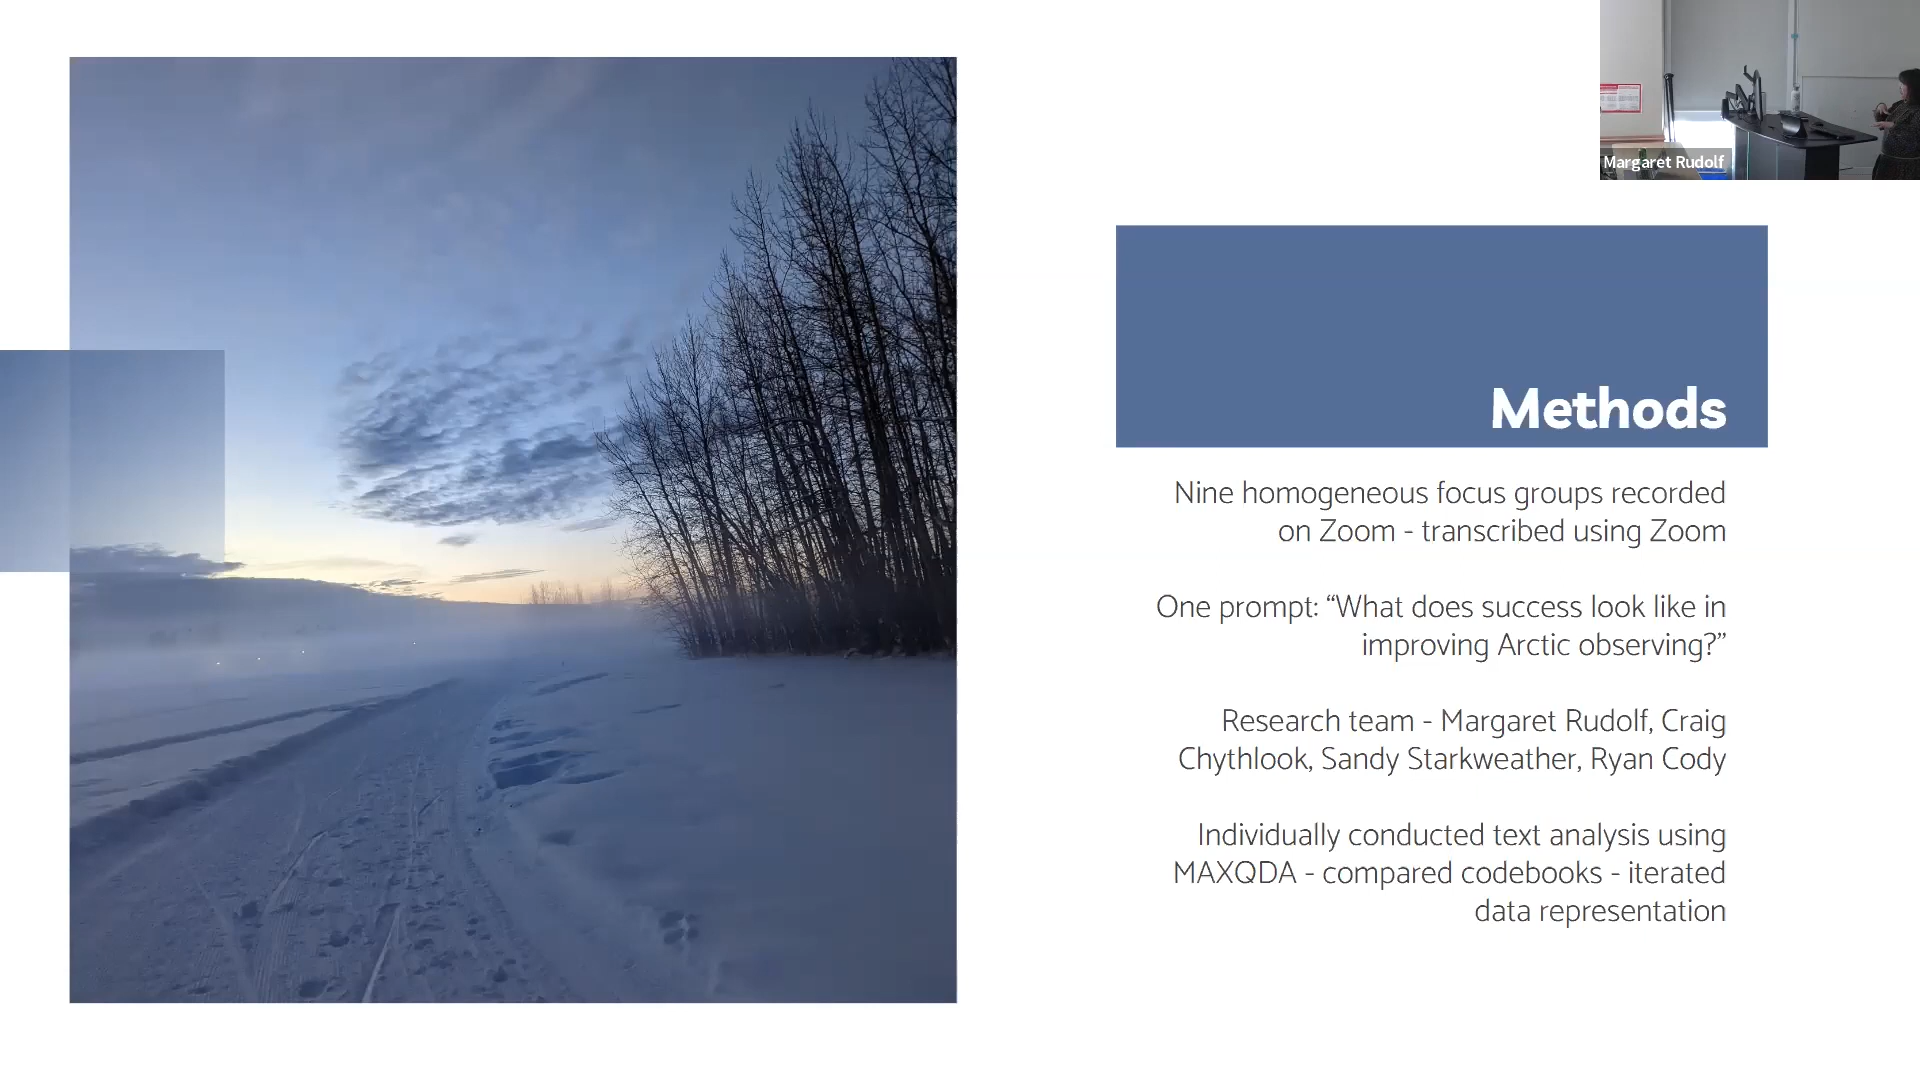 Margaret Rudolf
Methods
Nine homogeneous focus groups recorded
on Zoom - transcribed using Zoom
One prompt: “What does success look like in
improving Arctic observing?”
Research team - Margaret Rudolf, Craig
Chythlook, Sandy Starkweather, Ryan Cody
Individually conducted text analysis using
MAXQDA - compared codebooks - iterated
data representation